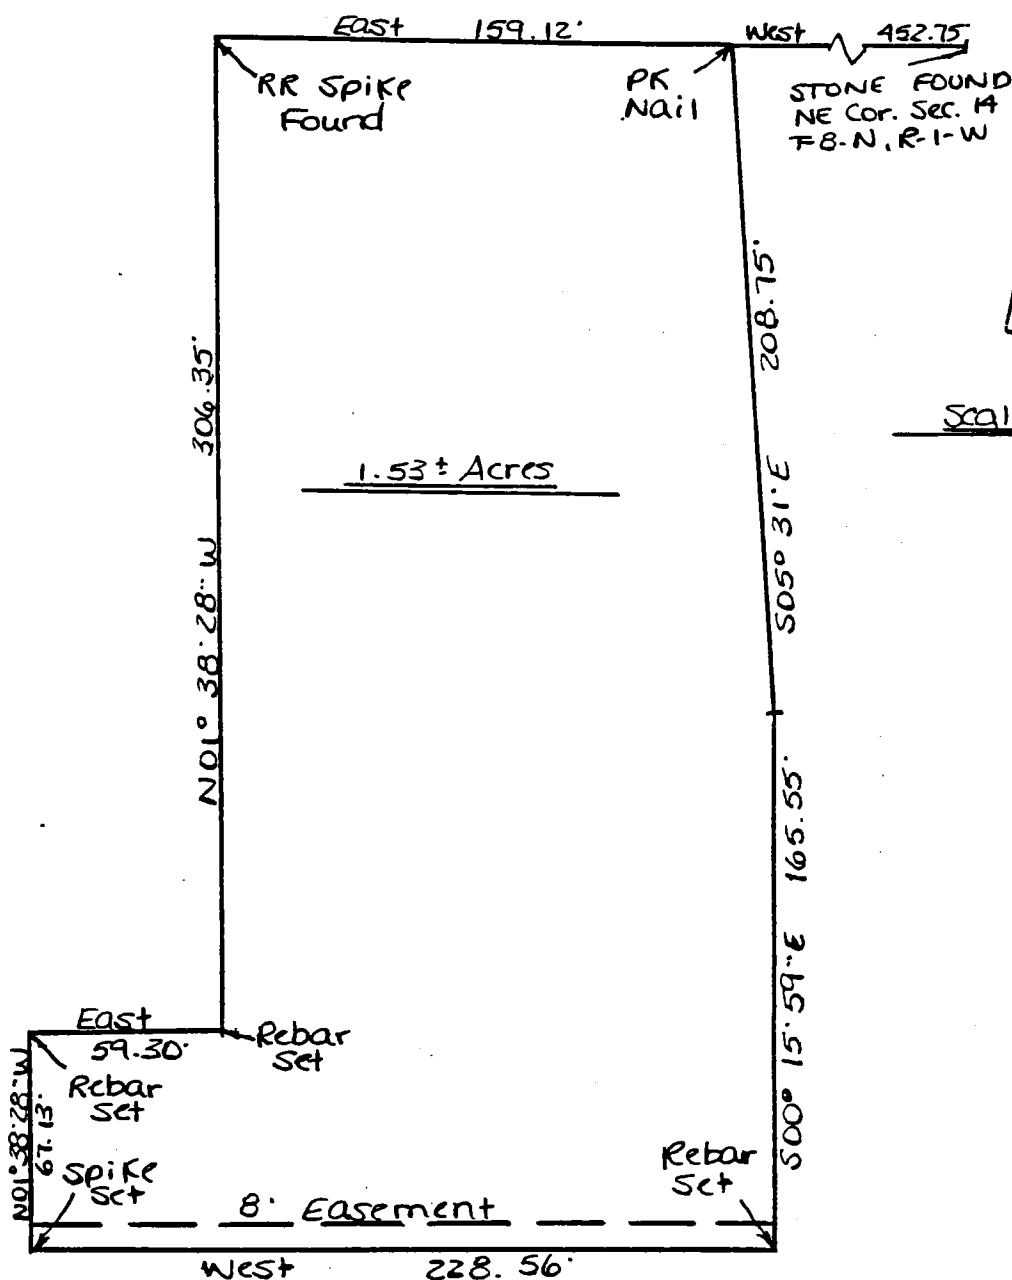 East 159.12'
West 452.75'
RR Spike
Found
PK
Nail
STONE FOUND
NE Cor. Sec. 14
T-8-N, R-1-W
208.75'
S05° 31' E
306.35'
N01° 38' 28" W
1.53± Acres
165.55'
S00° 15' 59" E
East
59.30'
Rebar
Set
Rebar
Set
N01° 38' 28" W
67.13'
Spike
Set
Rebar
Set
8' Easement
West 228.56'